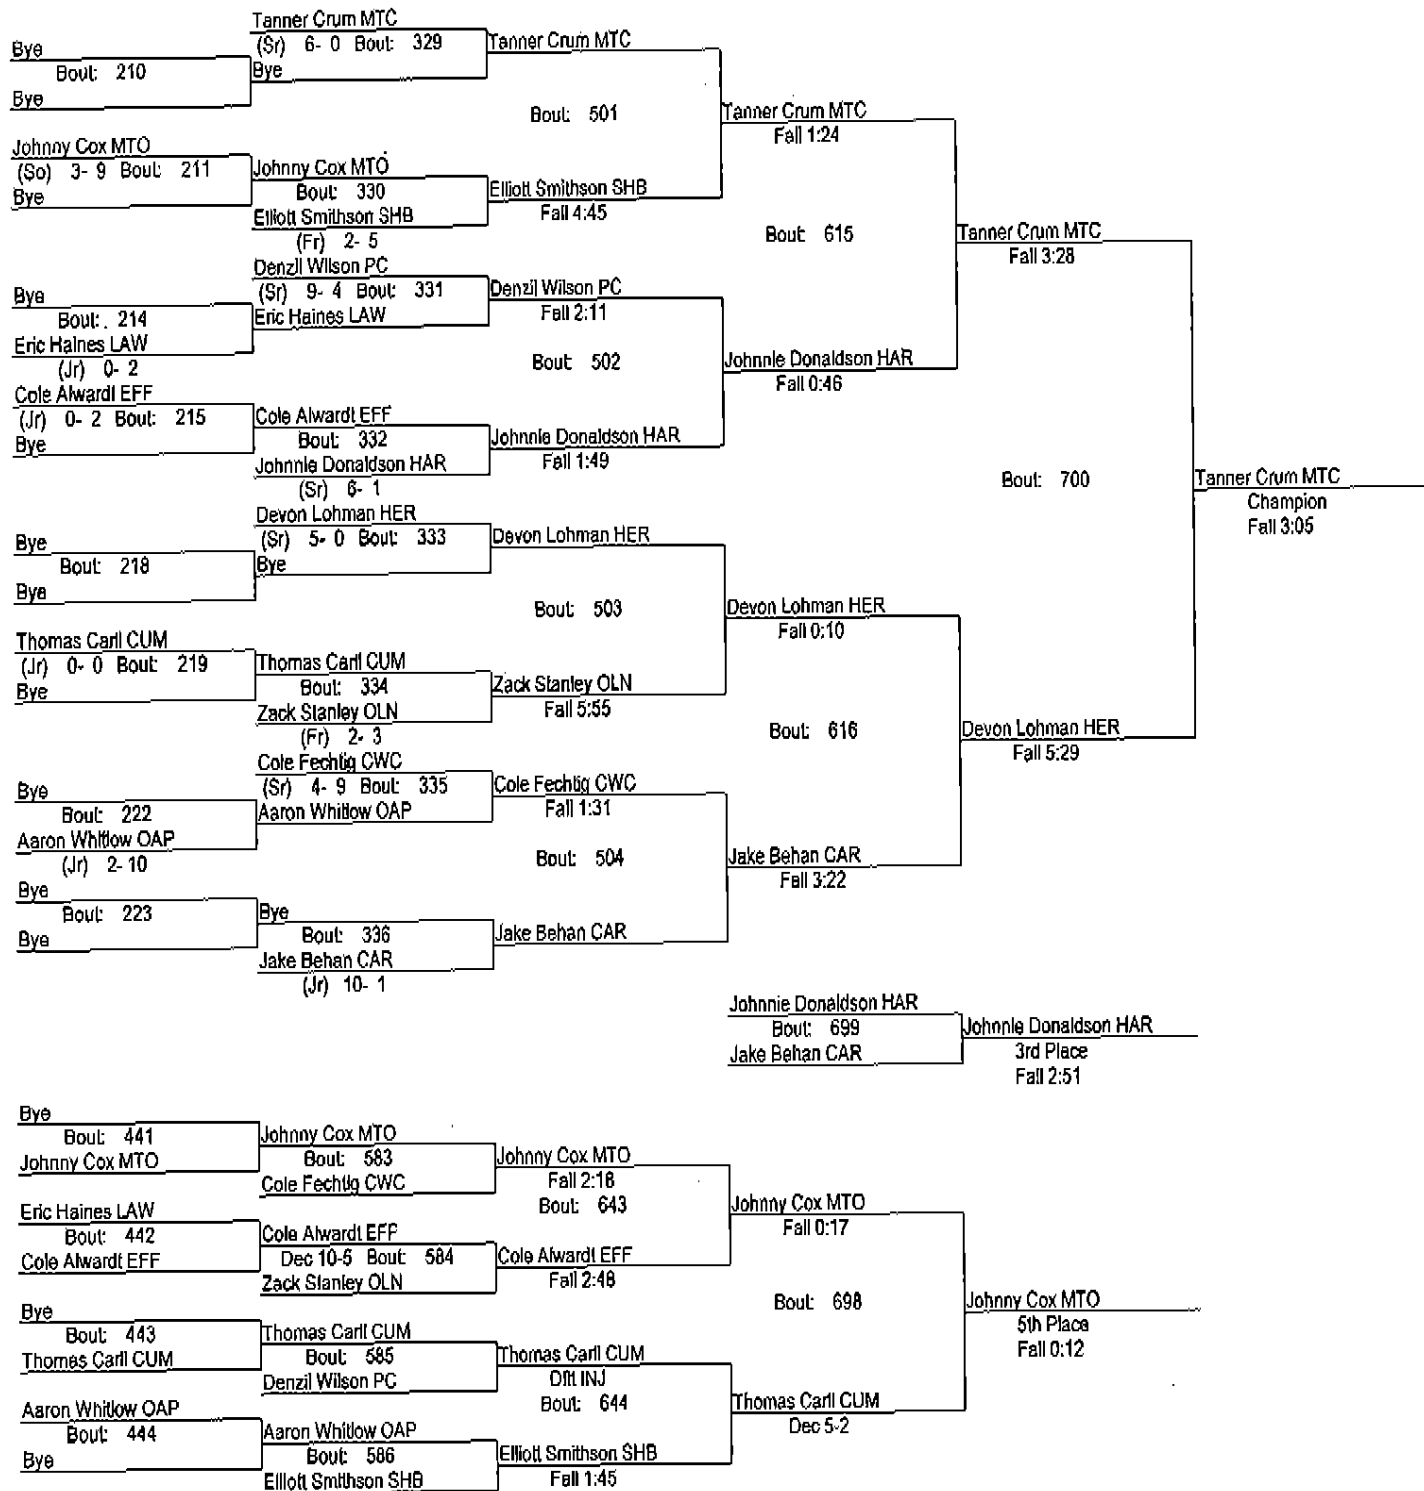 Tanner Crum MTC
Bye
(Sr) 6- 0 Bout: 329
Tanner Crum MTC
Bout: 210
Bye
Bye
Bout: 501
Tanner Crum MTC
Fall 1:24
Johnny Cox MTO
(So) 3- 9 Bout: 211
Johnny Cox MTO
Bye
Bout: 330
Elliott Smithson SHB
Elliott Smithson SHB
Fall 4:45
(Fr) 2- 5
Bout: 615
Tanner Crum MTC
Fall 3:28
Denzil Wilson PC
Bye
(Sr) 9- 4 Bout: 331
Denzil Wilson PC
Bout: 214
Eric Haines LAW
Fall 2:11
Eric Haines LAW
(Jr) 0- 2
Bout: 502
Johnnie Donaldson HAR
Fall 0:46
Cole Alwardt EFF
(Jr) 0- 2 Bout: 215
Cole Alwardt EFF
Bye
Bout: 332
Johnnie Donaldson HAR
Johnnie Donaldson HAR
Fall 1:49
(Sr) 6- 1
Bout: 700
Tanner Crum MTC
Champion
Fall 3:05
Devon Lohman HER
Bye
(Sr) 5- 0 Bout: 333
Devon Lohman HER
Bout: 218
Bye
Bye
Bout: 503
Devon Lohman HER
Fall 0:10
Thomas Carll CUM
(Jr) 0- 0 Bout: 219
Thomas Carll CUM
Bye
Bout: 334
Zack Stanley OLN
Zack Stanley OLN
Fall 5:55
(Fr) 2- 3
Bout: 616
Devon Lohman HER
Fall 5:29
Cole Fechtig CWC
Bye
(Sr) 4- 9 Bout: 335
Cole Fechtig CWC
Bout: 222
Aaron Whitlow OAP
Fall 1:31
Aaron Whitlow OAP
(Jr) 2- 10
Bout: 504
Jake Behan CAR
Fall 3:22
Bye
Bout: 223
Bye
Bye
Bout: 336
Jake Behan CAR
Jake Behan CAR
(Jr) 10- 1
Johnnie Donaldson HAR
Bout: 699
Johnnie Donaldson HAR
Jake Behan CAR
3rd Place
Fall 2:51
Bye
Bout: 441
Johnny Cox MTO
Johnny Cox MTO
Bout: 583
Johnny Cox MTO
Cole Fechtig CWC
Fall 2:18
Bout: 643
Johnny Cox MTO
Fall 0:17
Eric Haines LAW
Bout: 442
Cole Alwardt EFF
Cole Alwardt EFF
Dec 10-5 Bout: 584
Cole Alwardt EFF
Zack Stanley OLN
Fall 2:48
Bout: 698
Johnny Cox MTO
5th Place
Fall 0:12
Bye
Bout: 443
Thomas Carll CUM
Thomas Carll CUM
Bout: 585
Thomas Carll CUM
Denzil Wilson PC
Dflt INJ
Bout: 644
Thomas Carll CUM
Dec 5-2
Aaron Whitlow OAP
Bout: 444
Aaron Whitlow OAP
Bye
Bout: 586
Elliott Smithson SHB
Elliott Smithson SHB
Fall 1:45